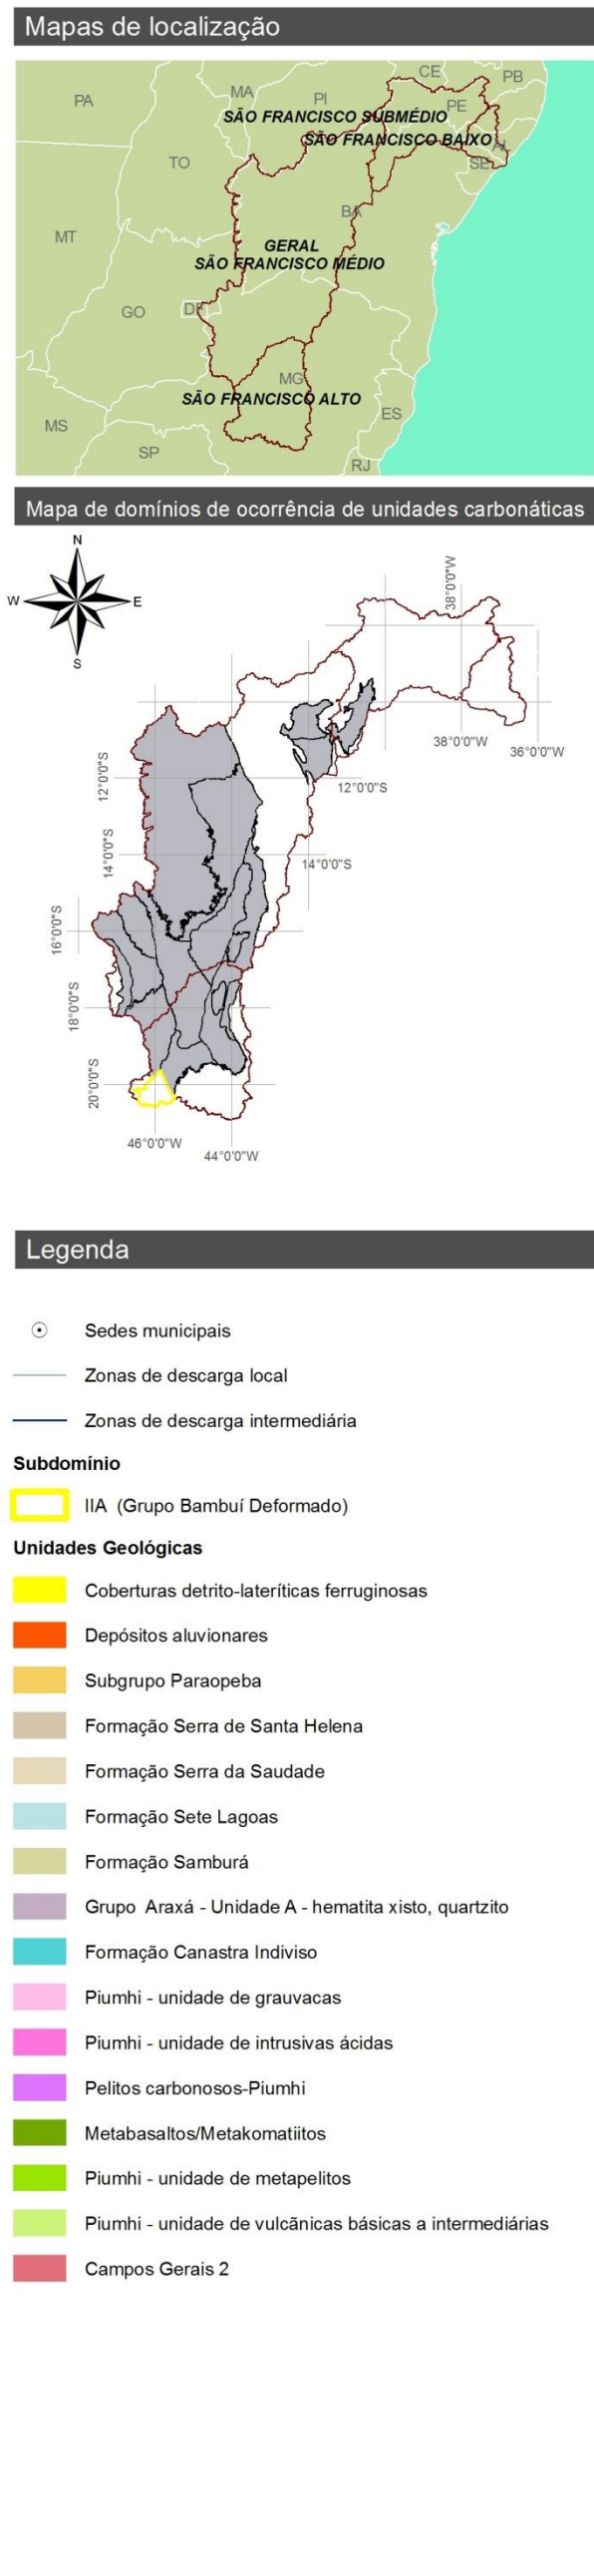 Mapas de localização
CE
PB
PA
MA
PI
PE
SÃO FRANCISCO SUBMÉDIO
SÃO FRANCISCO BAIXO
AL
SE
TO
BA
MT
GERAL
SÃO FRANCISCO MÉDIO
GO
DF
MG
SÃO FRANCISCO ALTO
ES
MS
SP
RJ
Mapa de domínios de ocorrência de unidades carbonáticas
N
W
E
S
38°0'0"W
38°0'0"W
36°0'0"W
12°0'0"S
12°0'0"S
14°0'0"S
14°0'0"S
16°0'0"S
18°0'0"S
20°0'0"S
46°0'0"W
44°0'0"W
Legenda
Sedes municipais
Zonas de descarga local
Zonas de descarga intermediária
Subdomínio
IIA (Grupo Bambuí Deformado)
Unidades Geológicas
Coberturas detrito-lateríticas ferruginosas
Depósitos aluvionares
Subgrupo Paraopeba
Formação Serra de Santa Helena
Formação Serra da Saudade
Formação Sete Lagoas
Formação Samburá
Grupo Araxá - Unidade A - hematita xisto, quartzito
Formação Canastra Indiviso
Piumhi - unidade de grauvacas
Piumhi - unidade de intrusivas ácidas
Pelitos carbonosos-Piumhi
Metabasaltos/Metakomatiitos
Piumhi - unidade de metapelitos
Piumhi - unidade de vulcãnicas básicas a intermediárias
Campos Gerais 2